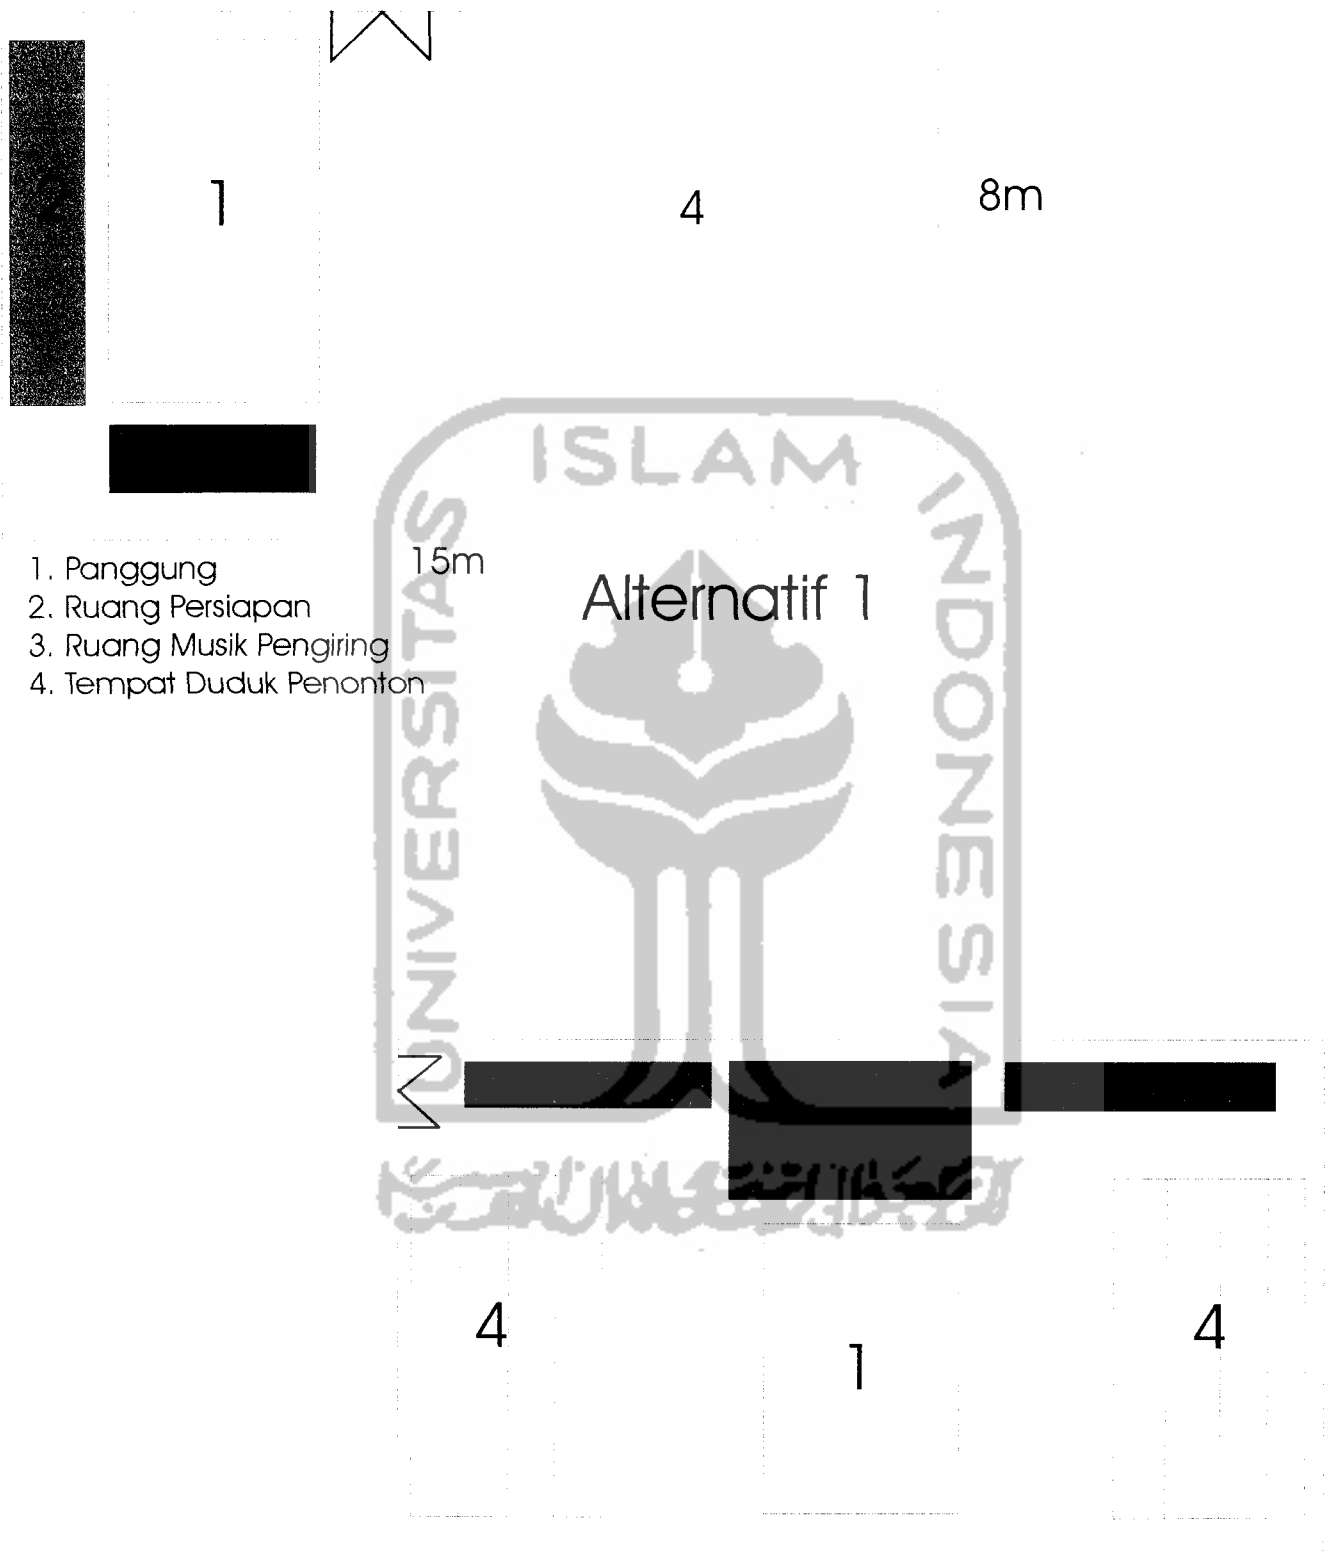 2 1 4 8m
ISLAM
UNIVERSITAS
INDONESIA
15m
Alternatif 1
1. Panggung
2. Ruang Persiapan
3. Ruang Musik Pengiring
4. Tempat Duduk Penonton
4 1 4